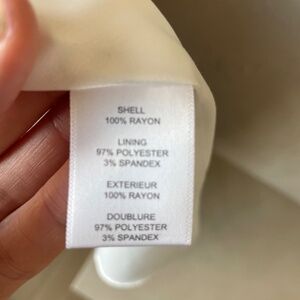 SHELL
100% RAYON
LINING
97% POLYESTER
3% SPANDEX
EXTERIEUR
100% RAYON
DOUBLURE
97% POLYESTER
3% SPANDEX